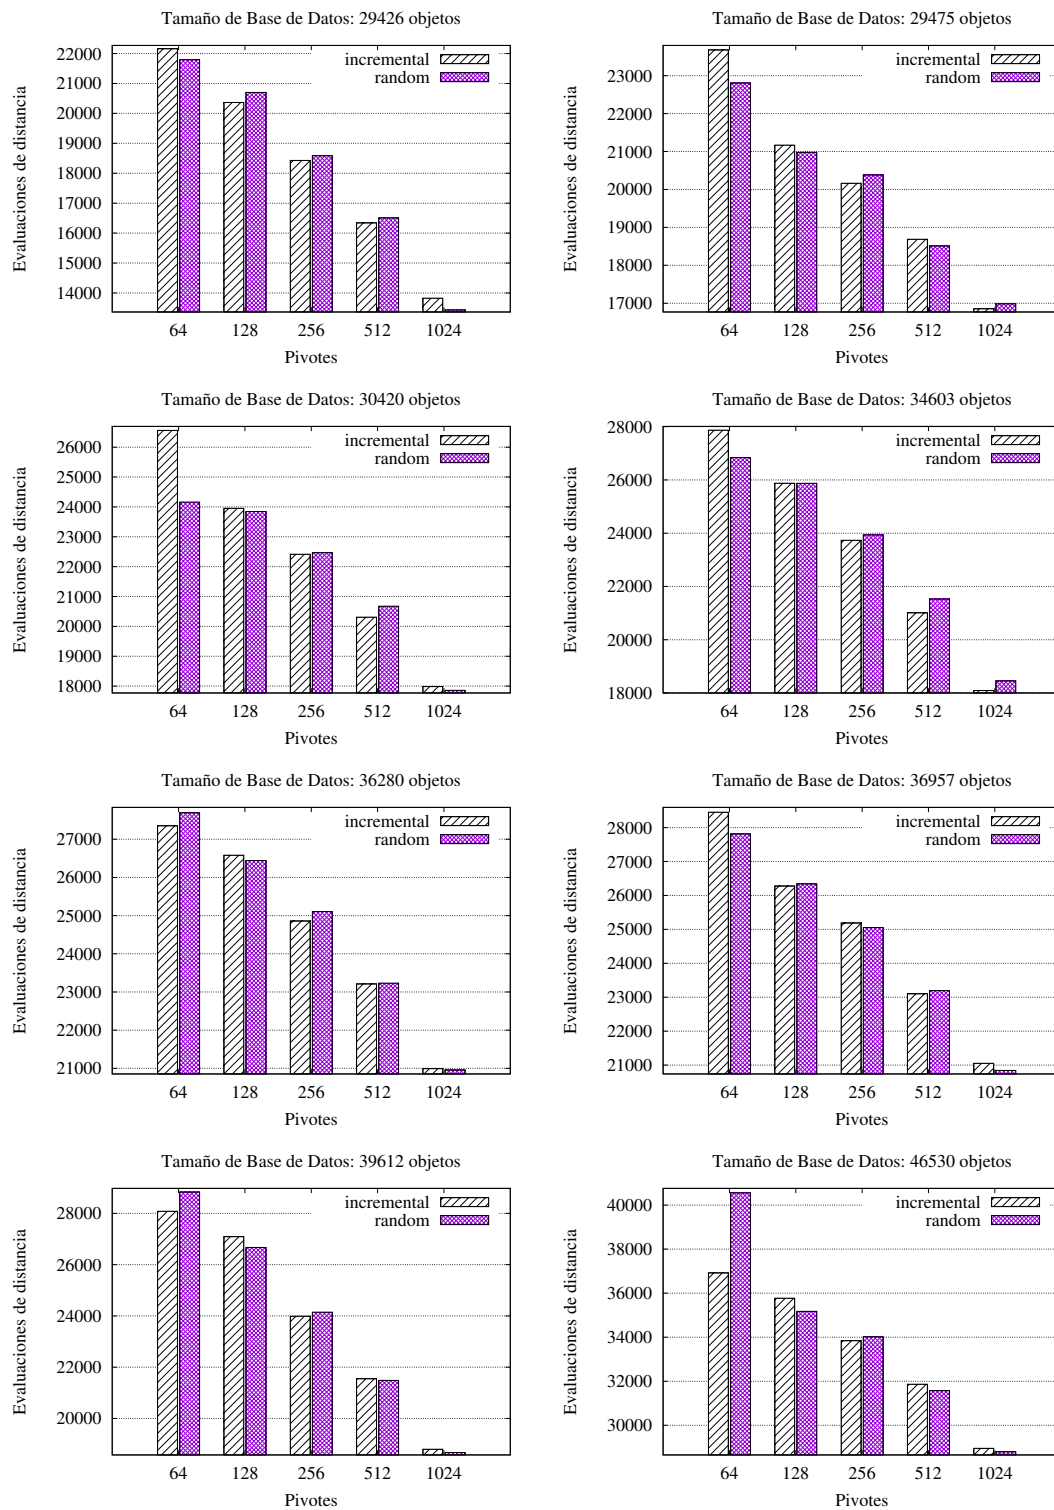 Tamaño de Base de Datos: 29426 objetos
Evaluaciones de distancia
22000
21000
20000
19000
18000
17000
16000
15000
14000
incremental
random
64 128 256 512 1024
Pivotes
Tamaño de Base de Datos: 29475 objetos
Evaluaciones de distancia
23000
22000
21000
20000
19000
18000
17000
incremental
random
64 128 256 512 1024
Pivotes
Tamaño de Base de Datos: 30420 objetos
Evaluaciones de distancia
26000
25000
24000
23000
22000
21000
20000
19000
18000
incremental
random
64 128 256 512 1024
Pivotes
Tamaño de Base de Datos: 34603 objetos
Evaluaciones de distancia
28000
26000
24000
22000
20000
18000
incremental
random
64 128 256 512 1024
Pivotes
Tamaño de Base de Datos: 36280 objetos
Evaluaciones de distancia
27000
26000
25000
24000
23000
22000
21000
incremental
random
64 128 256 512 1024
Pivotes
Tamaño de Base de Datos: 36957 objetos
Evaluaciones de distancia
28000
27000
26000
25000
24000
23000
22000
21000
incremental
random
64 128 256 512 1024
Pivotes
Tamaño de Base de Datos: 39612 objetos
Evaluaciones de distancia
28000
26000
24000
22000
20000
incremental
random
64 128 256 512 1024
Pivotes
Tamaño de Base de Datos: 46530 objetos
Evaluaciones de distancia
40000
38000
36000
34000
32000
30000
incremental
random
64 128 256 512 1024
Pivotes